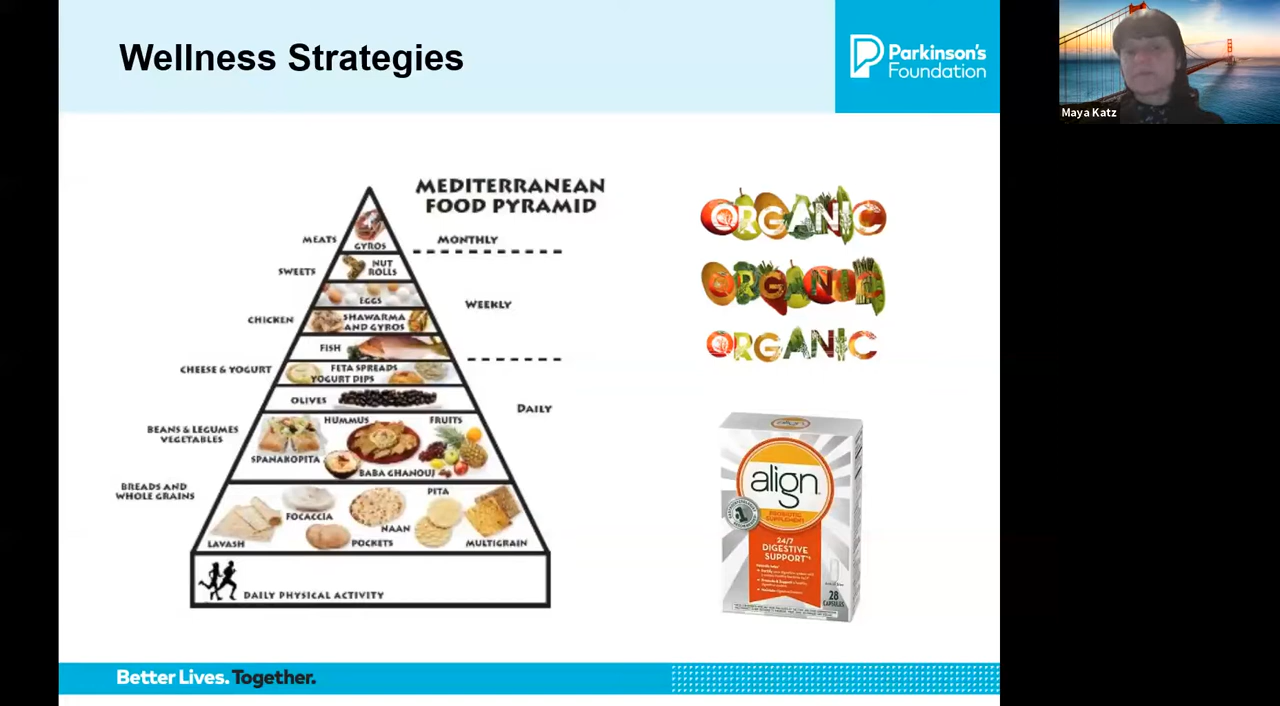 Wellness Strategies
Parkinson's
Foundation
Maya Katz
MEDITERRANEAN
FOOD PYRAMID
MEATS
GYROS
MONTHLY
SWEETS
NUT
ROLLS
EGGS
WEEKLY
CHICKEN
SHAWARMA
AND GYROS
FISH
CHEESE & YOGURT
FETA SPREADS
YOGURT DIPS
OLIVES
DAILY
BEANS & LEGUMES
VEGETABLES
HUMMUS
FRUITS
SPANAKOPITA
BABA GHANOUJ
BREADS AND
WHOLE GRAINS
PITA
FOCACCIA
NAAN
LAVASH
POCKETS
MULTIGRAIN
DAILY PHYSICAL ACTIVITY
ORGANIC
ORGANIC
ORGANIC
align
align
PROBIOTIC
SUPPLEMENT
24/7
DIGESTIVE
SUPPORT
28
CAPSULES
Better Lives. Together.